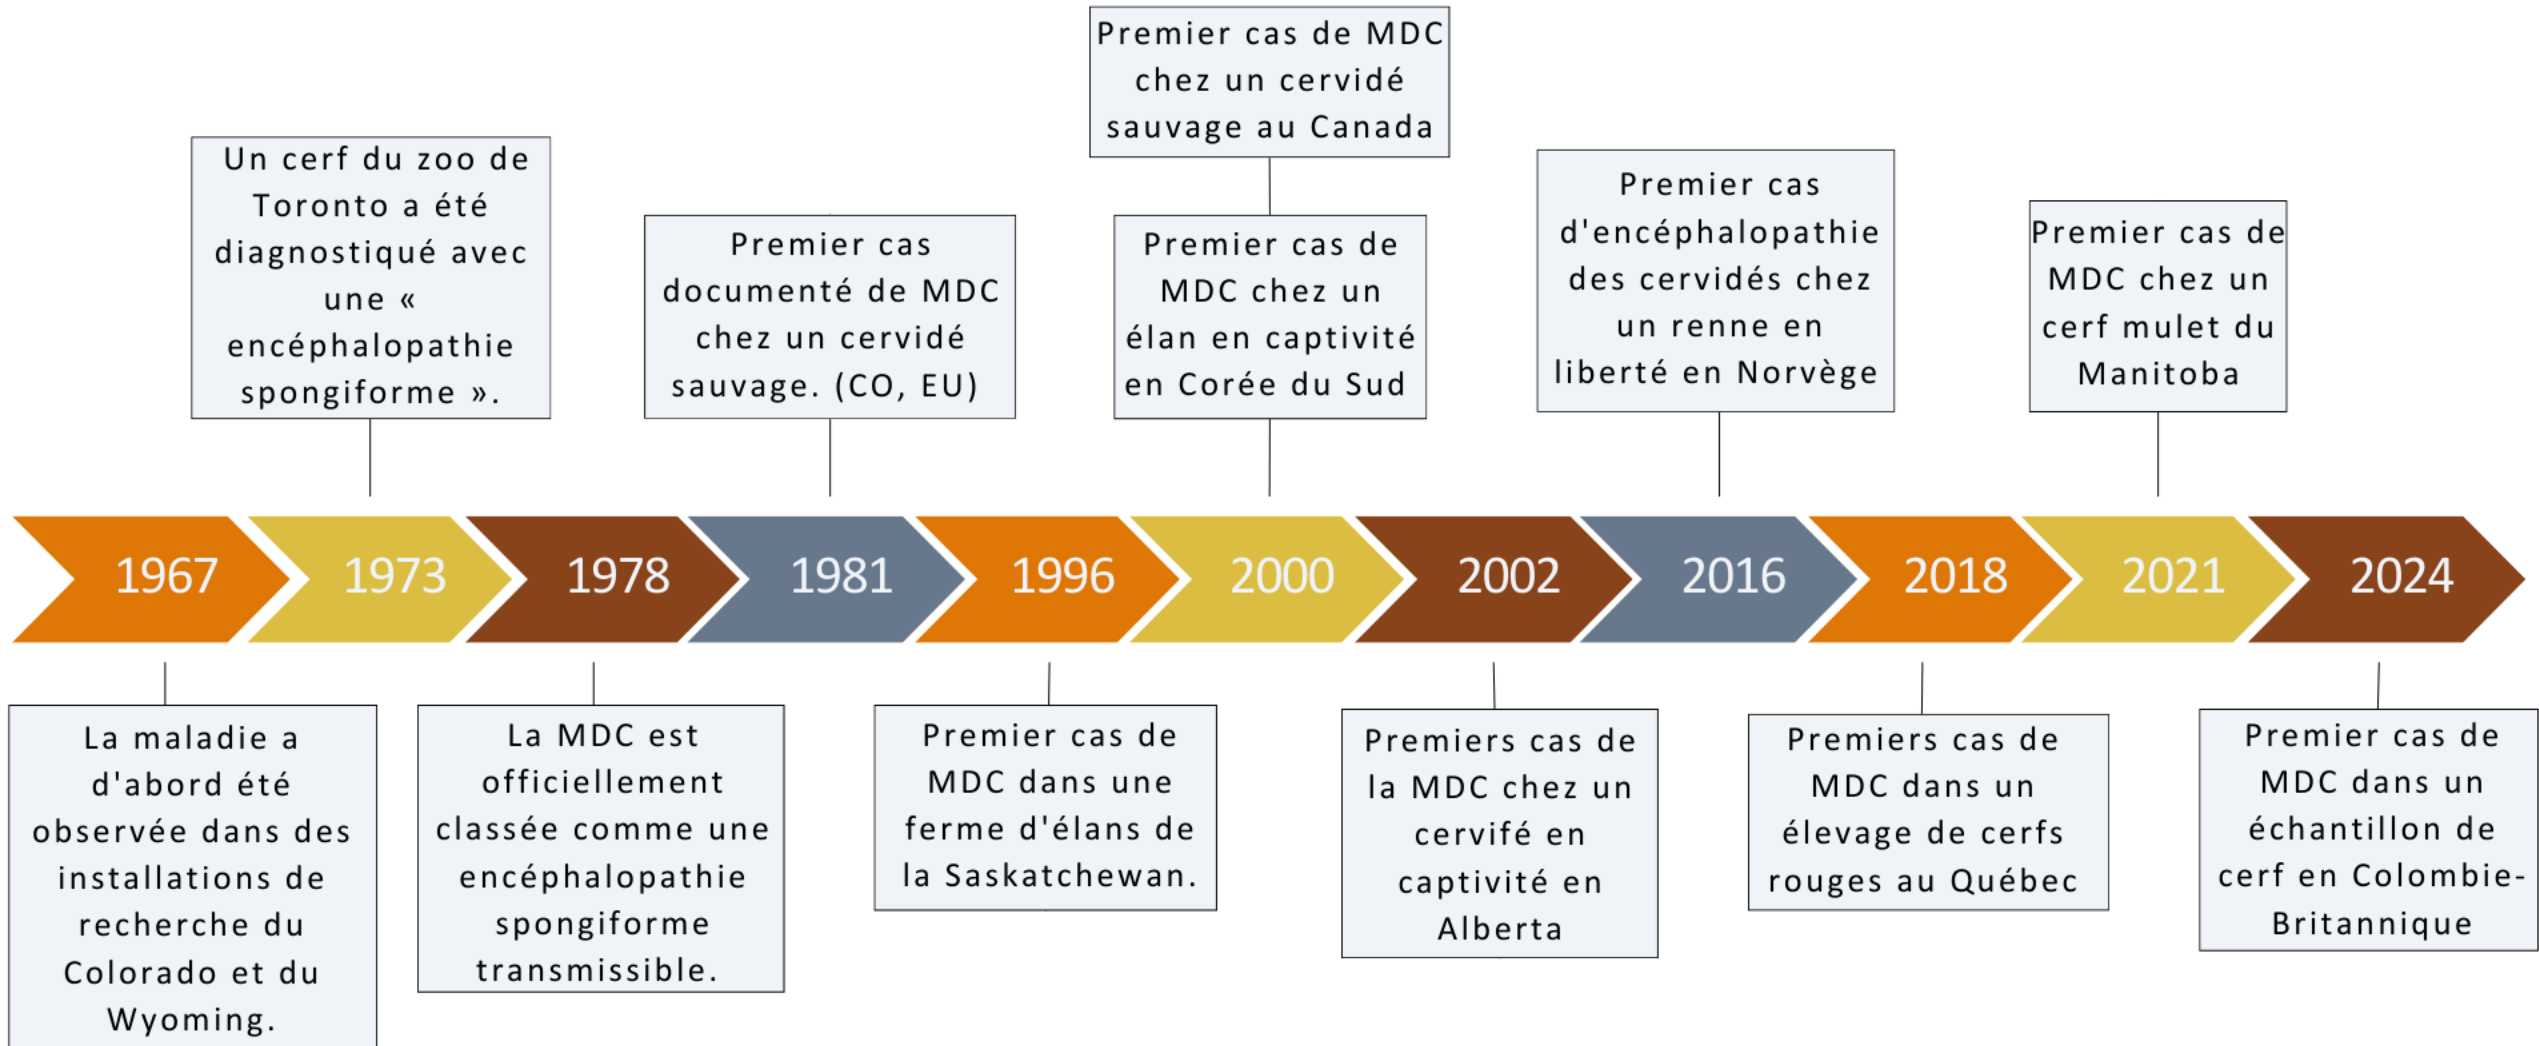 Premier cas de MDC
chez un cervidé
sauvage au Canada
Un cerf du zoo de
Toronto a été
diagnostiqué avec
une «
encéphalopathie
spongiforme ».
Premier cas
documenté de MDC
chez un cervidé
sauvage. (CO, EU)
Premier cas de
MDC chez un
élan en captivité
en Corée du Sud
Premier cas
d'encéphalopathie
des cervidés chez
un renne en
liberté en Norvège
Premier cas de
MDC chez un
cerf mulet du
Manitoba
1967
1973
1978
1981
1996
2000
2002
2016
2018
2021
2024
La maladie a
d'abord été
observée dans des
installations de
recherche du
Colorado et du
Wyoming.
La MDC est
officiellement
classée comme une
encéphalopathie
spongiforme
transmissible.
Premier cas de
MDC dans une
ferme d'élans de
la Saskatchewan.
Premiers cas de
la MDC chez un
cervifé en
captivité en
Alberta
Premiers cas de
MDC dans un
élevage de cerfs
rouges au Québec
Premier cas de
MDC dans un
échantillon de
cerf en Colombie-
Britannique